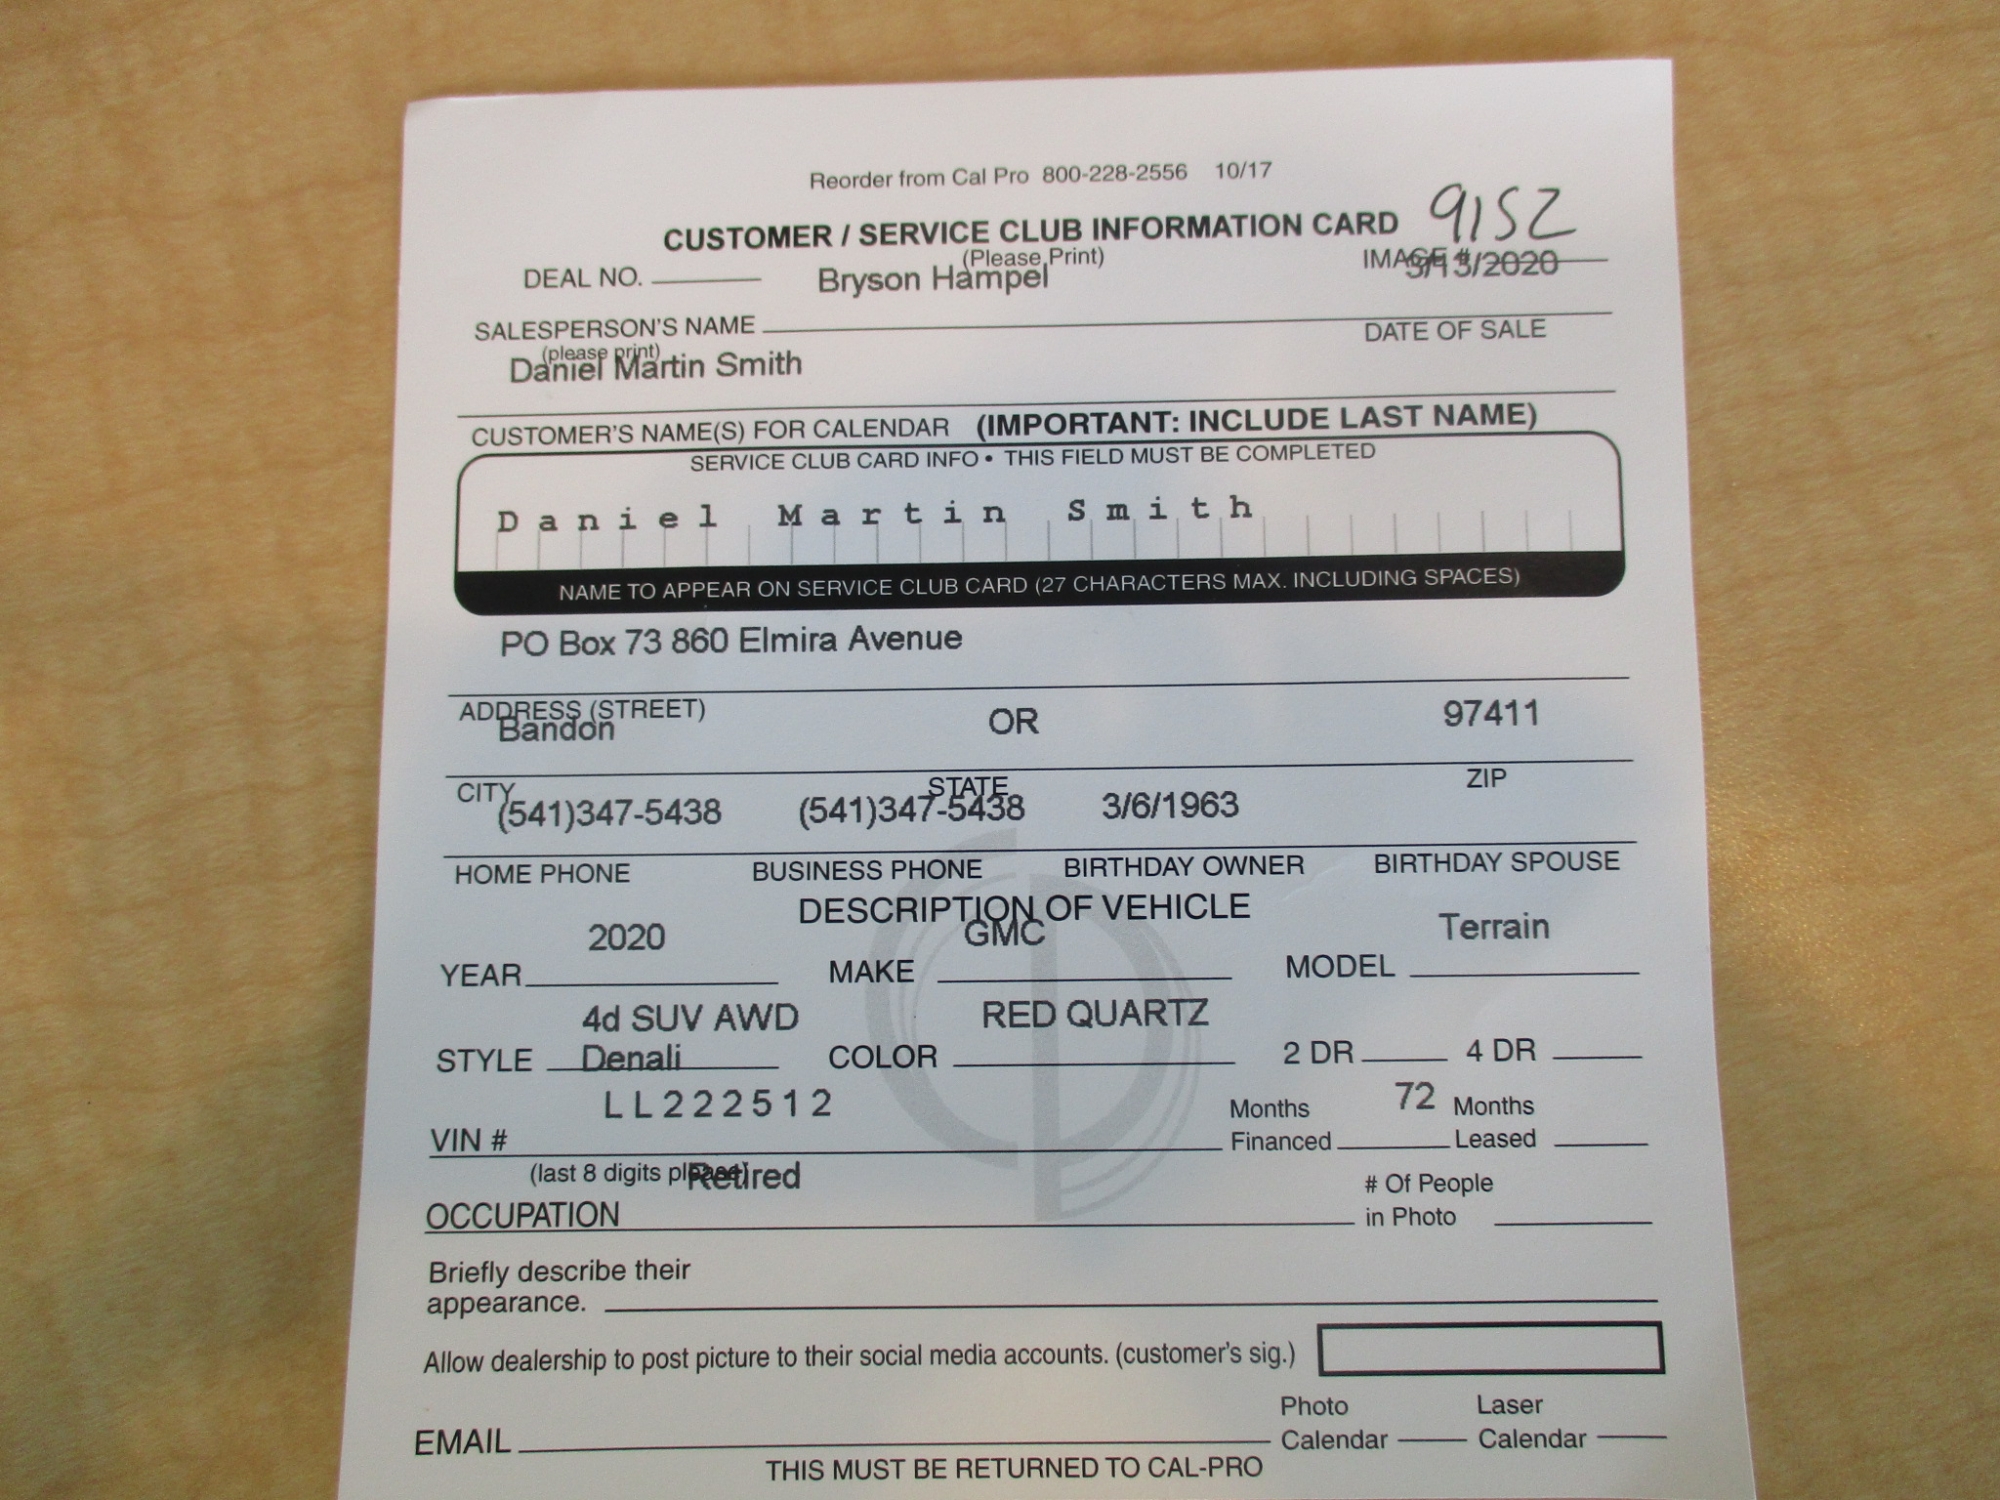 Reorder from Cal Pro 800-228-2556 10/17
CUSTOMER / SERVICE CLUB INFORMATION CARD 9152
(Please Print)
DEAL NO. Bryson Hampel IMAGE # 5/13/2020
SALESPERSON'S NAME DATE OF SALE
(please print)
Daniel Martin Smith
CUSTOMER'S NAME(S) FOR CALENDAR (IMPORTANT: INCLUDE LAST NAME)
SERVICE CLUB CARD INFO • THIS FIELD MUST BE COMPLETED
Daniel Martin Smith
NAME TO APPEAR ON SERVICE CLUB CARD (27 CHARACTERS MAX. INCLUDING SPACES)
PO Box 73 860 Elmira Avenue
ADDRESS (STREET)
Bandon OR 97411
CITY STATE ZIP
(541)347-5438 (541)347-5438 3/6/1963
HOME PHONE BUSINESS PHONE BIRTHDAY OWNER BIRTHDAY SPOUSE
DESCRIPTION OF VEHICLE
2020 GMC Terrain
YEAR MAKE MODEL
4d SUV AWD RED QUARTZ
STYLE Denali COLOR 2 DR 4 DR
LL222512 Months 72 Months
VIN # Financed Leased
(last 8 digits please) Retired # Of People
OCCUPATION in Photo
Briefly describe their
appearance.
Allow dealership to post picture to their social media accounts. (customer's sig.)
Photo Laser
EMAIL Calendar Calendar
THIS MUST BE RETURNED TO CAL-PRO